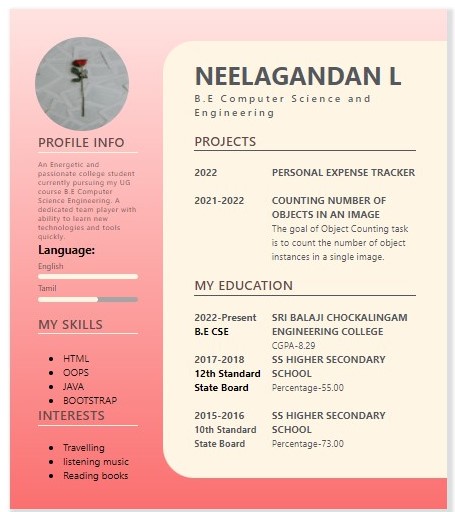 NEELAGANDAN L
B.E Computer Science and
Engineering
PROFILE INFO
An Energetic and
passionate college student
currently pursuing my UG
course B.E Computer
Science Engineering. A
dedicated team player with
ability to learn new
technologies and tools
quickly.
Language:
English
Tamil
MY SKILLS
HTML
OOPS
JAVA
BOOTSTRAP
INTERESTS
Travelling
listening music
Reading books
PROJECTS
2022 PERSONAL EXPENSE TRACKER
2021-2022 COUNTING NUMBER OF
OBJECTS IN AN IMAGE
The goal of Object Counting task
is to count the number of object
instances in a single image.
MY EDUCATION
2022-Present SRI BALAJI CHOCKALINGAM
B.E CSE ENGINEERING COLLEGE
CGPA-8.29
2017-2018 SS HIGHER SECONDARY
12th Standard SCHOOL
State Board Percentage-55.00
2015-2016 SS HIGHER SECONDARY
10th Standard SCHOOL
State Board Percentage-73.00